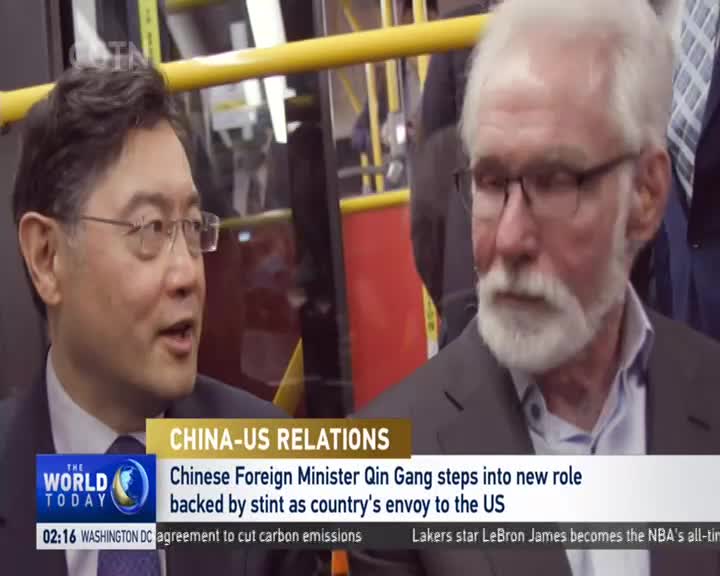 CGTN
CHINA-US RELATIONS
Chinese Foreign Minister Qin Gang steps into new role
backed by stint as country's envoy to the US
THE
WORLD
TODAY
02:16 WASHINGTON DC
agreement to cut carbon emissions Lakers star LeBron James becomes the NBA's all-tim